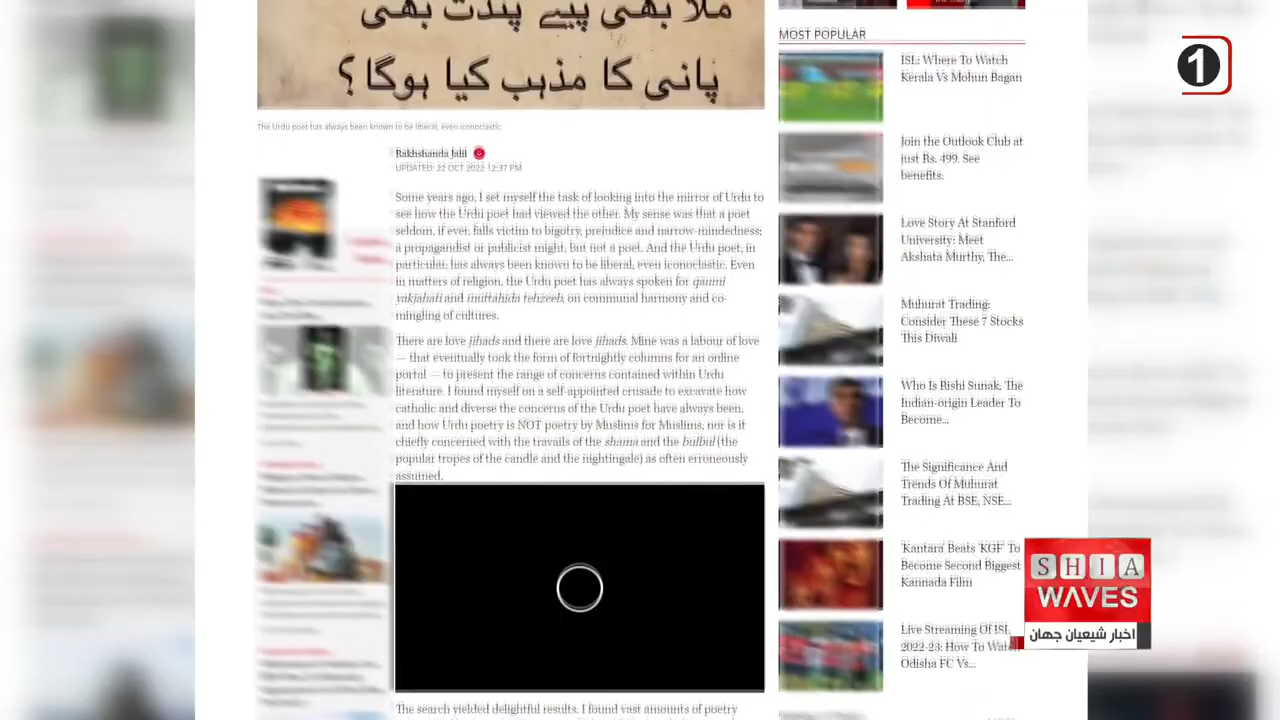 ملا بھی پیے پنڈت بھی
پانی کا مذہب کیا ہوگا ؟
The Urdu poet has always been known to be liberal, even iconoclastic.
Rakhshanda Jalil
UPDATED: 22 OCT 2022 12:37 PM
Some years ago, I set myself the task of looking into the mirror of Urdu to
see how the Urdu poet had viewed the other. My sense was that a poet
seldom, if ever, falls victim to bigotry, prejudice and narrow-mindedness;
a propagandist or publicist might, but not a poet. And the Urdu poet, in
particular, has always been known to be liberal, even iconoclastic. Even
in matters of religion, the Urdu poet has always spoken for qaumi
yakjahati and muttahida tehzeeb, on communal harmony and co-
mingling of cultures.
There are love jihads and there are love jihads. Mine was a labour of love
— that eventually took the form of fortnightly columns for an online
portal — to present the range of concerns contained within Urdu
literature. I found myself on a self-appointed crusade to excavate how
catholic and diverse the concerns of the Urdu poet have always been,
and how Urdu poetry is NOT poetry by Muslims for Muslims, nor is it
chiefly concerned with the travails of the shama and the bulbul (the
popular tropes of the candle and the nightingale) as often erroneously
assumed.
The search yielded delightful results. I found vast amounts of poetry
MOST POPULAR
ISL: Where To Watch
Kerala Vs Mohun Bagan
Join the Outlook Club at
just Rs. 499. See
benefits.
Love Story At Stanford
University: Meet
Akshata Murthy, The...
Muhurat Trading:
Consider These 7 Stocks
This Diwali
Who Is Rishi Sunak, The
Indian-origin Leader To
Become...
The Significance And
Trends Of Muhurat
Trading At BSE, NSE...
'Kantara' Beats 'KGF' To
Become Second Biggest
Kannada Film
Live Streaming Of ISL
2022-23: How To Watch
Odisha FC Vs...
1
SHIA
WAVES
اخبار شیعیان جهان